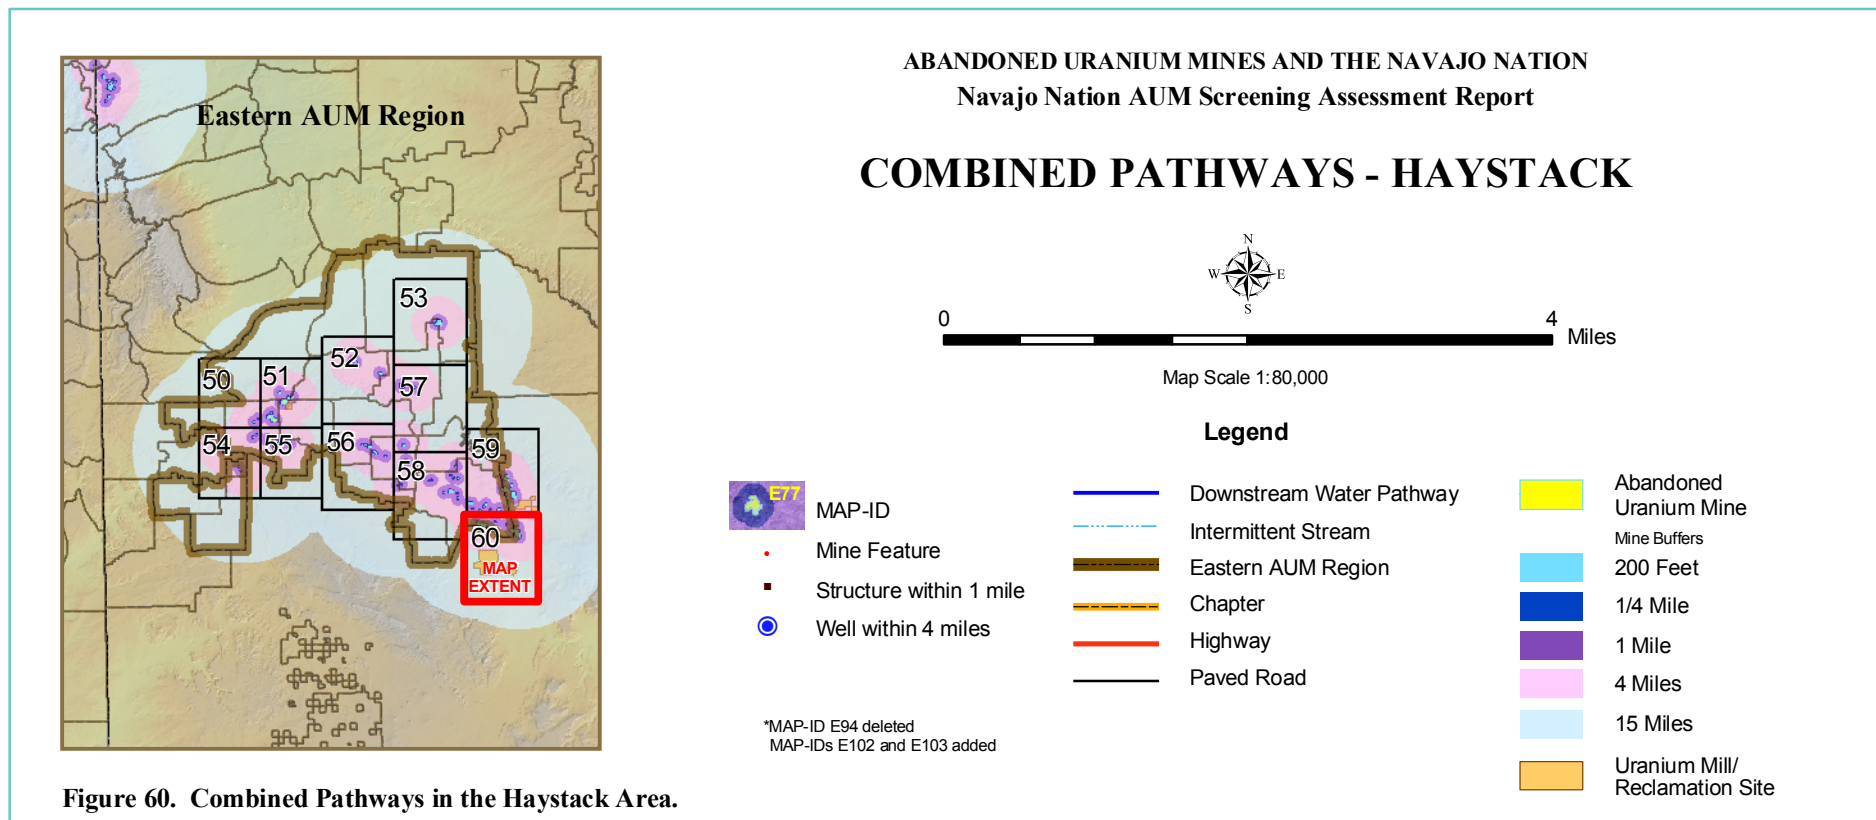 ABANDONED URANIUM MINES AND THE NAVAJO NATION
Navajo Nation AUM Screening Assessment Report
COMBINED PATHWAYS - HAYSTACK
Eastern AUM Region
53
52
50
51
57
54
55
56
58
59
60
MAP
EXTENT
N
W
E
S
0
4
Miles
Map Scale 1:80,000
Legend
E77
MAP-ID
Mine Feature
Structure within 1 mile
Well within 4 miles
*MAP-ID E94 deleted
MAP-IDs E102 and E103 added
Downstream Water Pathway
Intermittent Stream
Eastern AUM Region
Chapter
Highway
Paved Road
Abandoned
Uranium Mine
Mine Buffers
200 Feet
1/4 Mile
1 Mile
4 Miles
15 Miles
Uranium Mill/
Reclamation Site
Figure 60. Combined Pathways in the Haystack Area.